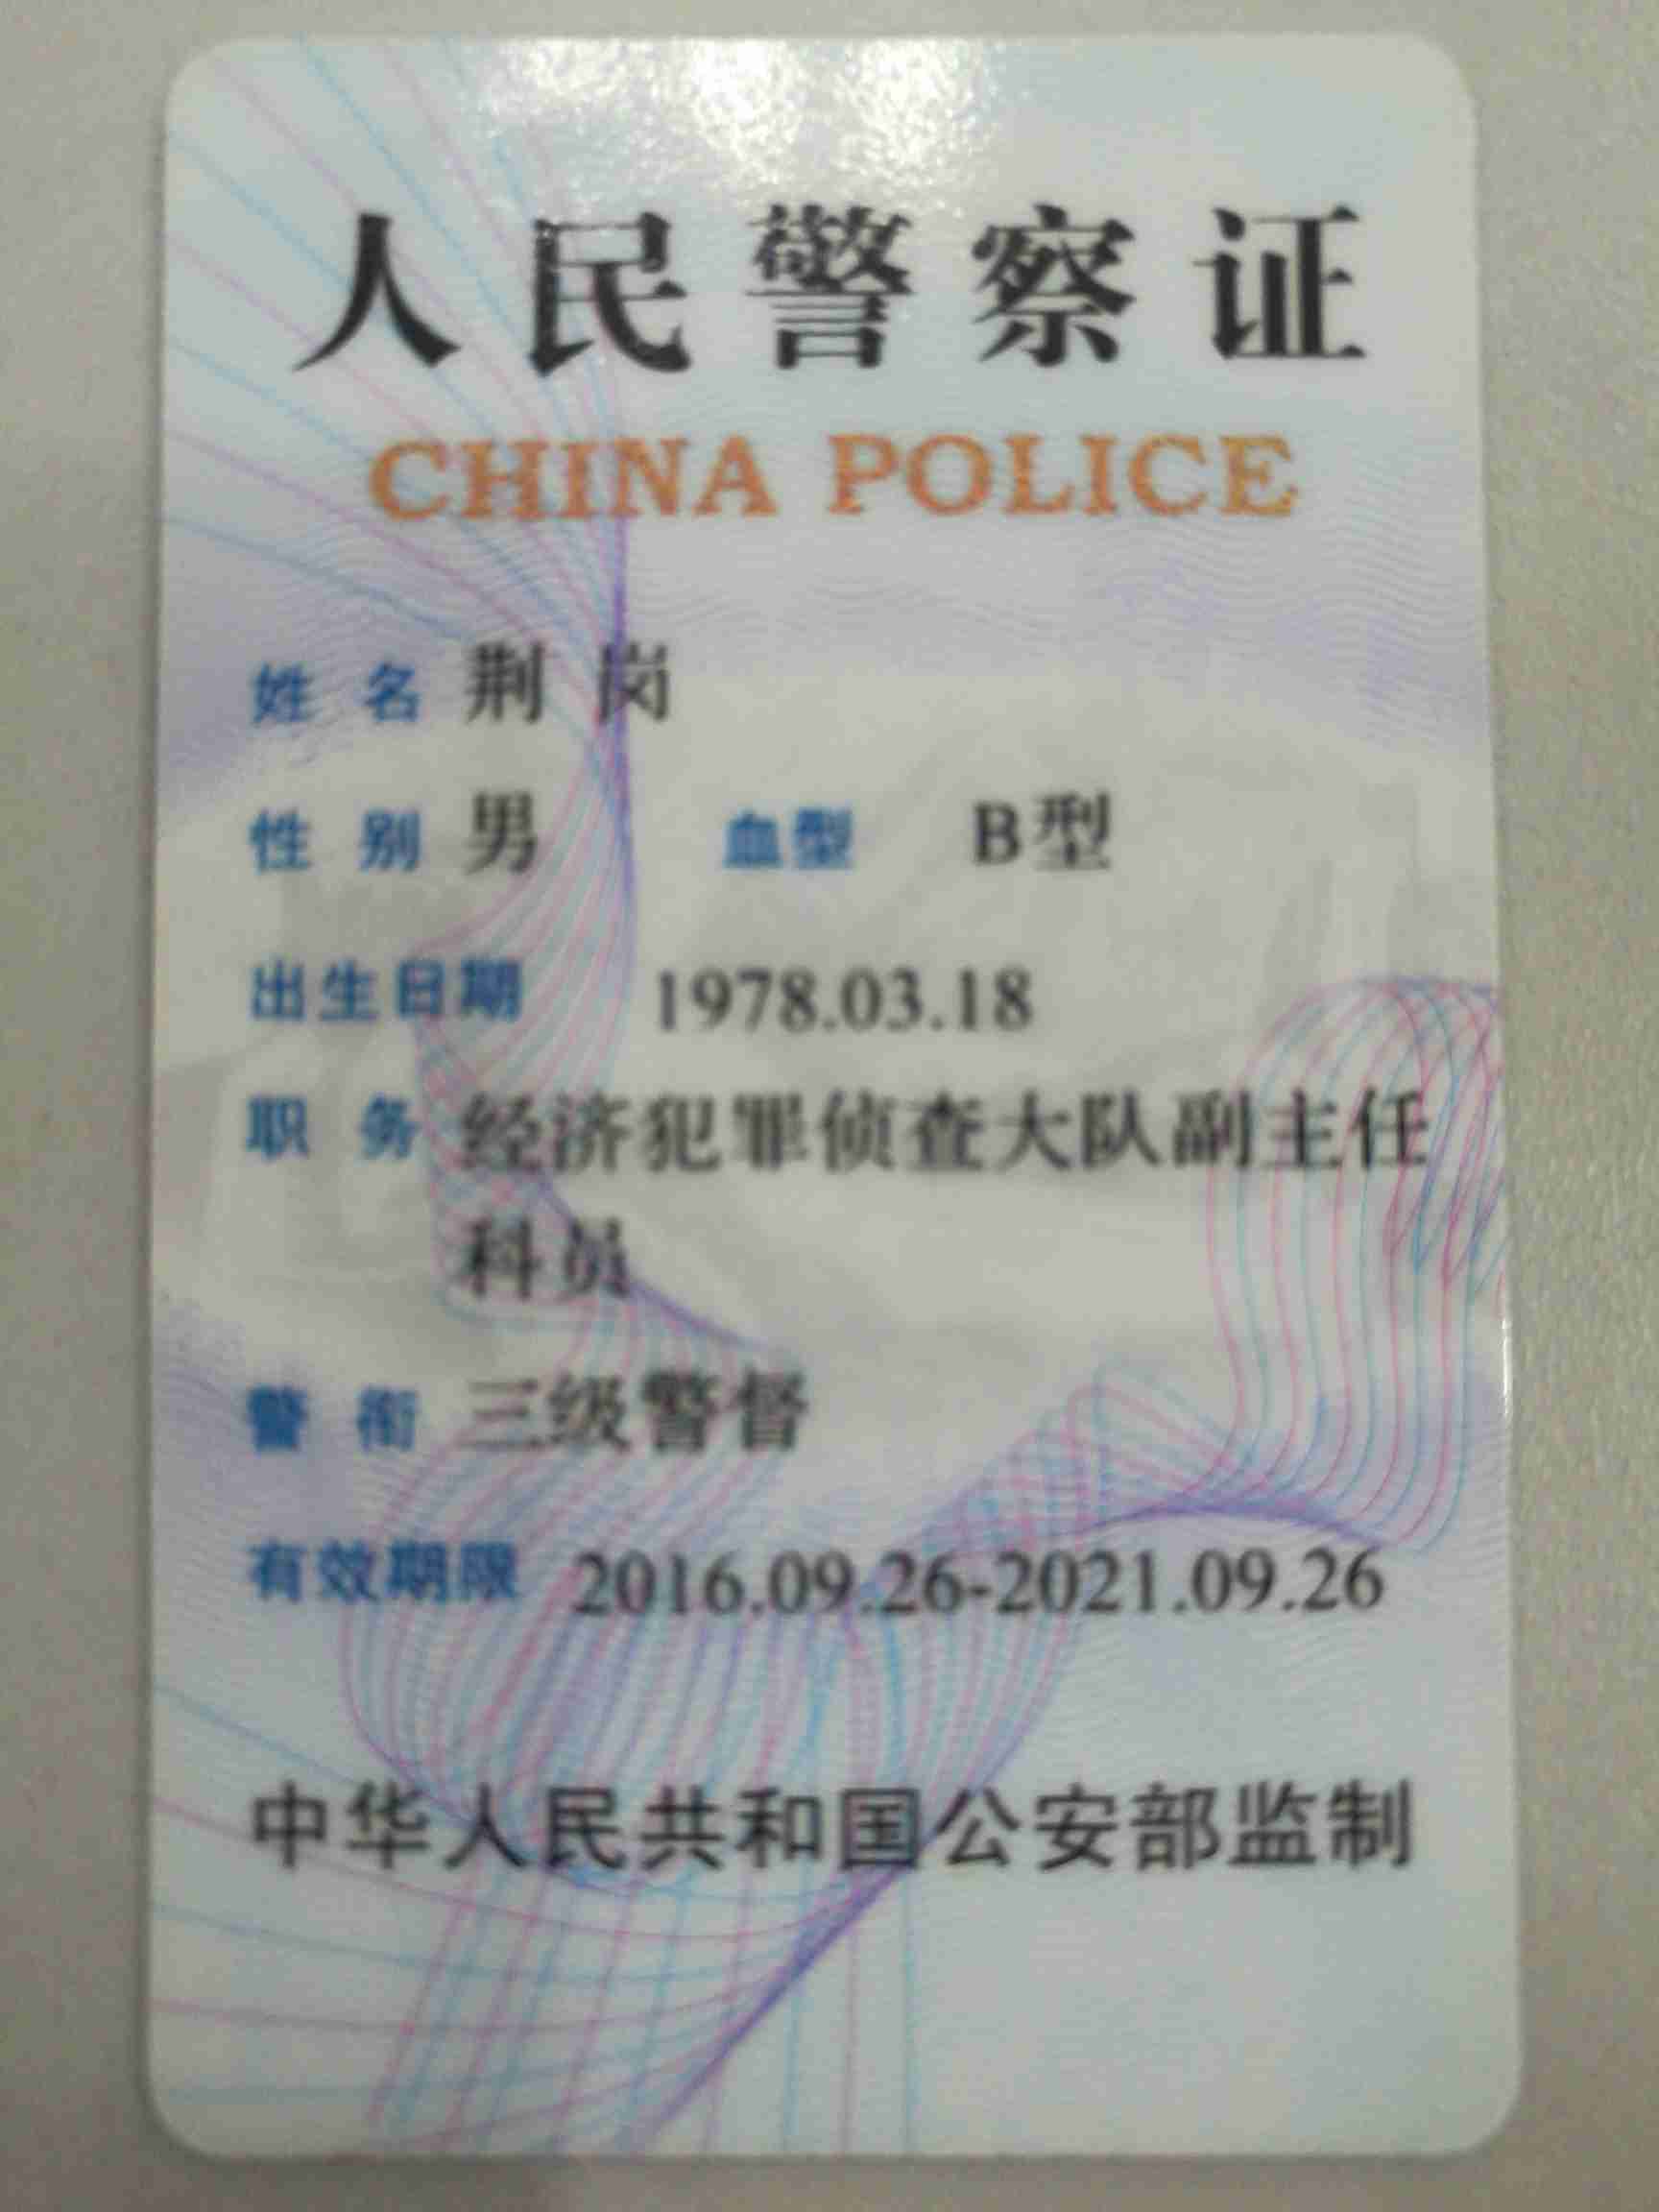 人民警察证
CHINA POLICE
姓 名 荆 岗
性 别 男 血型 B型
出生日期 1978.03.18
职 务 经济犯罪侦查大队副主任
科员
警 衔 三级警督
有效期限 2016.09.26-2021.09.26
中华人民共和国公安部监制